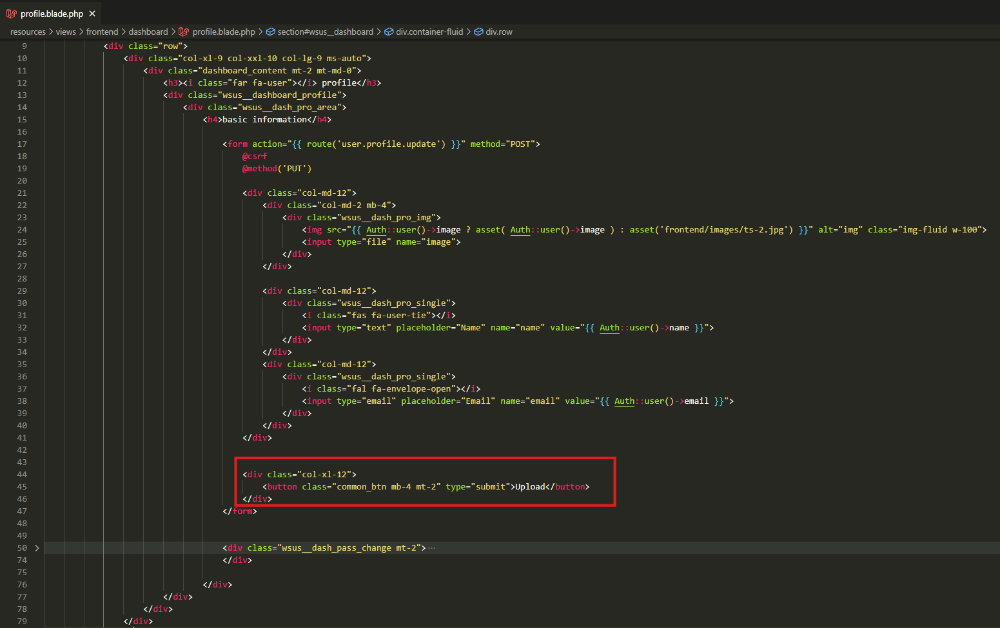 profile.blade.php ×
resources > views > frontend > dashboard > profile.blade.php > section#wsus__dashboard > div.container-fluid > div.row
9 <div class="row">
10 <div class="col-xl-9 col-xxl-10 col-lg-9 ms-auto">
11 <div class="dashboard_content mt-2 mt-md-0">
12 <h3><i class="far fa-user"></i> profile</h3>
13 <div class="wsus__dashboard_profile">
14 <div class="wsus__dash_pro_area">
15 <h4>basic information</h4>
16
17 <form action="{{ route('user.profile.update') }}" method="POST">
18 @csrf
19 @method('PUT')
20
21 <div class="col-md-12">
22 <div class="col-md-2 mb-4">
23 <div class="wsus__dash_pro_img">
24 <img src="{{ Auth::user()->image ? asset( Auth::user()->image ) : asset('frontend/images/ts-2.jpg') }}" alt="img" class="img-fluid w-100">
25 <input type="file" name="image">
26 </div>
27 </div>
28
29 <div class="col-md-12">
30 <div class="wsus__dash_pro_single">
31 <i class="fas fa-user-tie"></i>
32 <input type="text" placeholder="Name" name="name" value="{{ Auth::user()->name }}">
33 </div>
34 </div>
35 <div class="col-md-12">
36 <div class="wsus__dash_pro_single">
37 <i class="fal fa-envelope-open"></i>
38 <input type="email" placeholder="Email" name="email" value="{{ Auth::user()->email }}">
39 </div>
40 </div>
41 </div>
42
43
44 <div class="col-xl-12">
45 <button class="common_btn mb-4 mt-2" type="submit">Upload</button>
46 </div>
47 </form>
48
49
50 > <div class="wsus__dash_pass_change mt-2"> ···
74 </div>
75
76 </div>
77 </div>
78 </div>
79 </div>